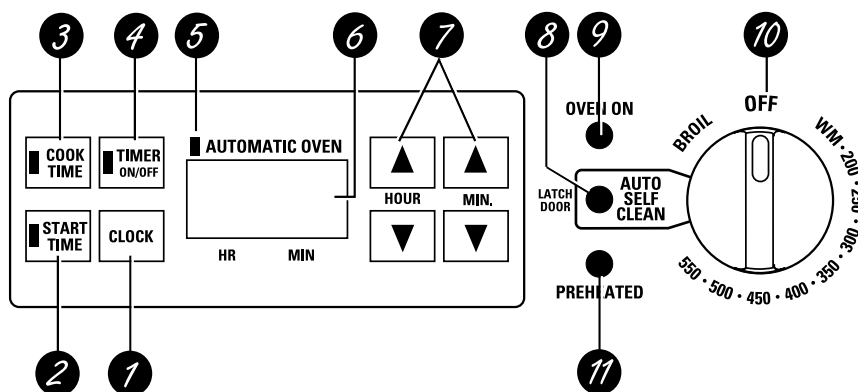 3 4 5 6 7 8 9 10
OVEN ON
OFF
BROIL
WM · 200 · 250 · 300 · 350 · 400 · 450 · 500 · 550
COOK
TIME
TIMER
ON/OFF
AUTOMATIC OVEN
HOUR
MIN.
LATCH
DOOR
AUTO
SELF
CLEAN
START
TIME
CLOCK
HR MIN
PREHEATED
2 1 11